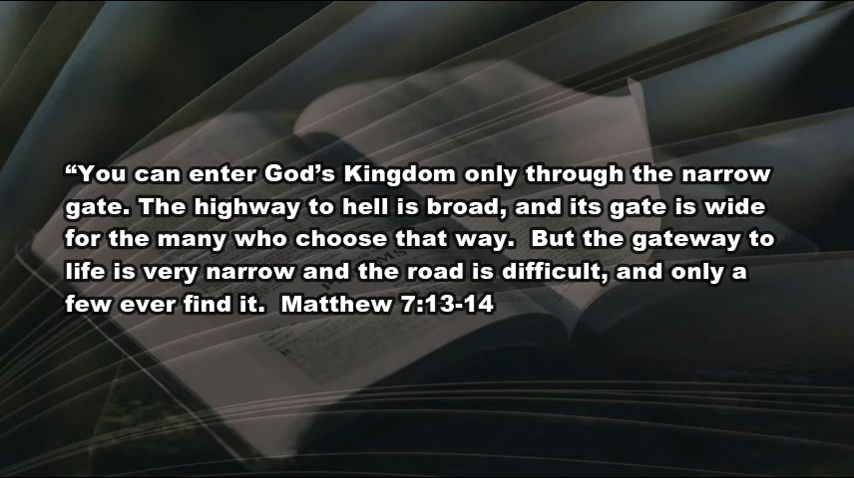 “You can enter God’s Kingdom only through the narrow
gate. The highway to hell is broad, and its gate is wide
for the many who choose that way.  But the gateway to
life is very narrow and the road is difficult, and only a
few ever find it.  Matthew 7:13-14